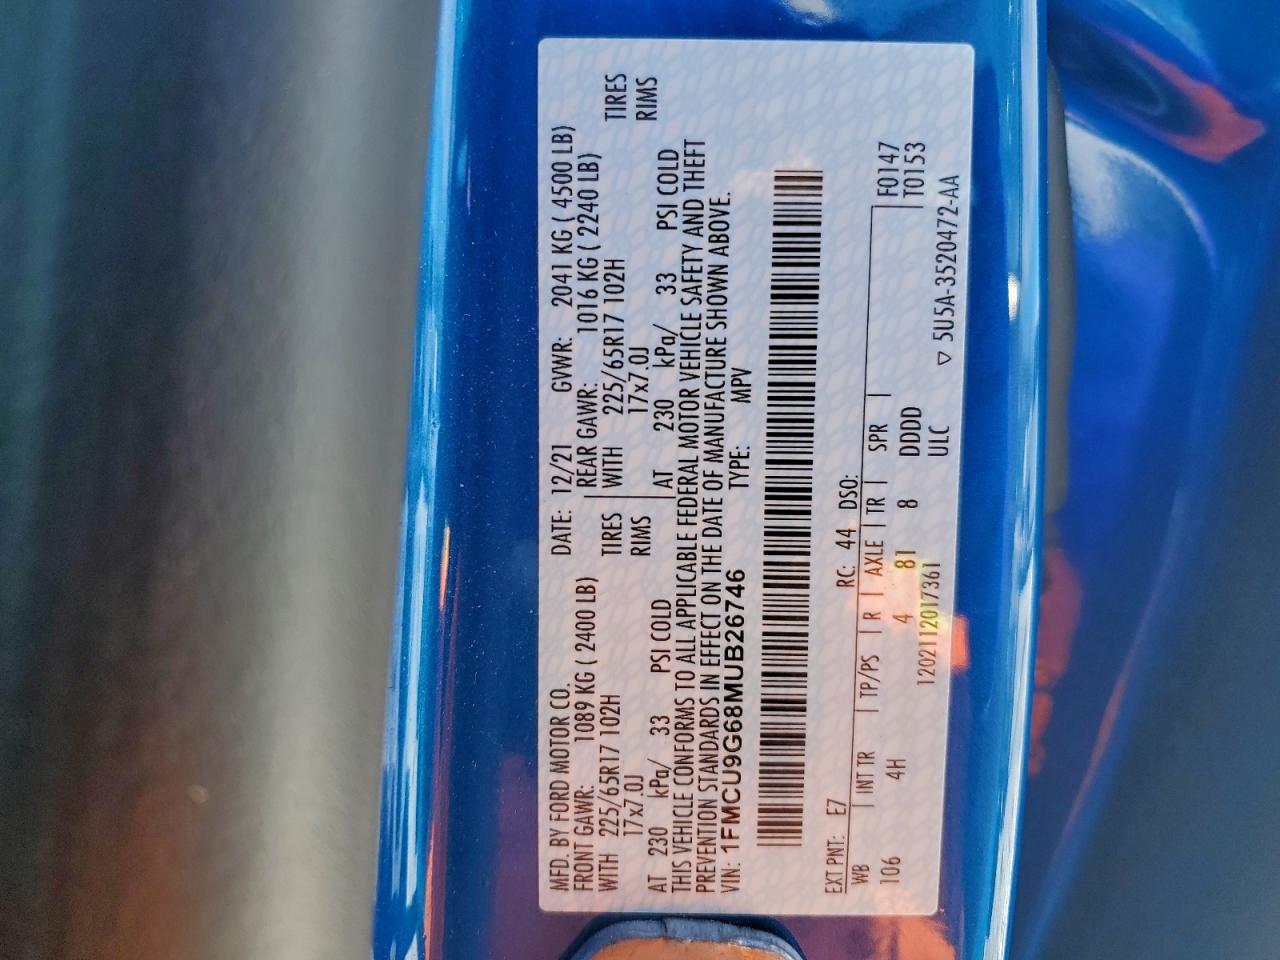 MFD. BY FORD MOTOR CO. DATE: 12/21 GVWR: 2041 KG ( 4500 LB)
FRONT GAWR: 1089 KG ( 2400 LB) REAR GAWR: 1016 KG ( 2240 LB)
WITH 225/65R17 102H TIRES WITH 225/65R17 102H TIRES
17x7.0J RIMS 17x7.0J RIMS
AT 230 kPa/ 33 PSI COLD AT 230 kPa/ 33 PSI COLD
THIS VEHICLE CONFORMS TO ALL APPLICABLE FEDERAL MOTOR VEHICLE SAFETY AND THEFT
PREVENTION STANDARDS IN EFFECT ON THE DATE OF MANUFACTURE SHOWN ABOVE.
VIN: 1FMCU9G68MUB26746 TYPE: MPV
EXT PNT: E7 RC: 44 DSO:
WB INT TR TP/PS R AXLE TR SPR F0147
106 4H 4 81 8 DDDD T0153
1202112017361 ULC ▽ 5U5A-3520472-AA